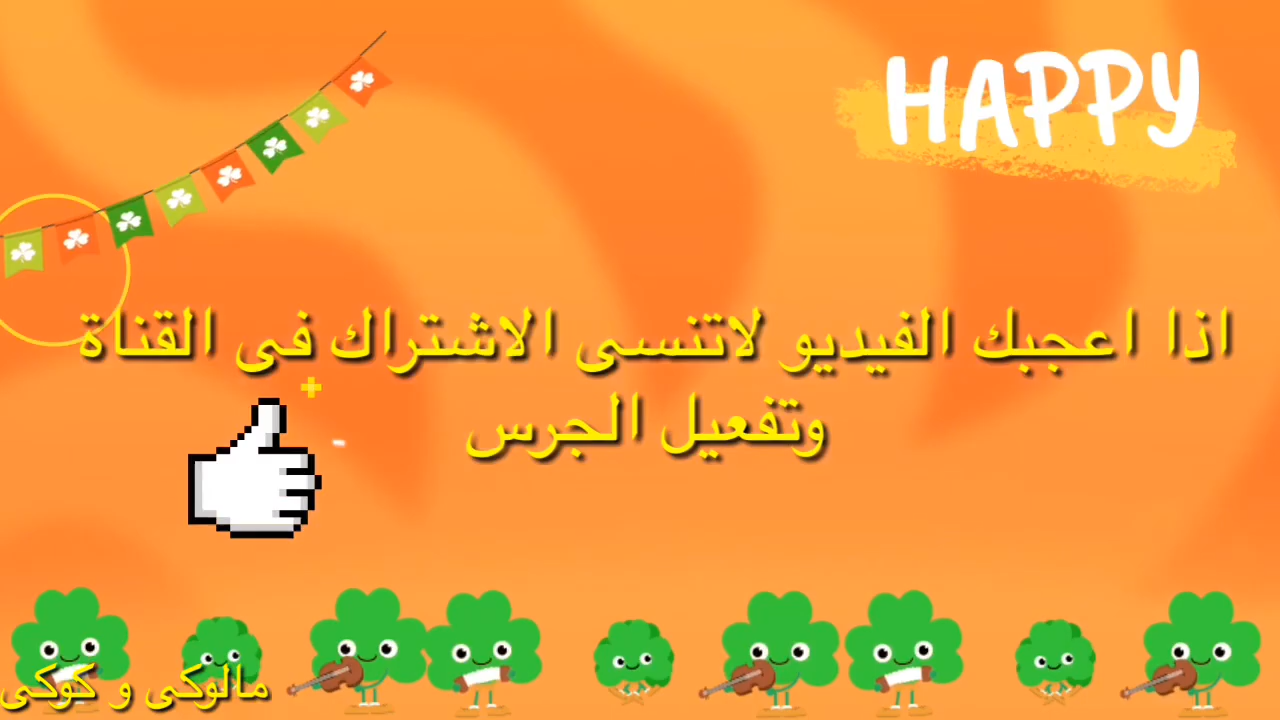 HAPPY
اذا اعجبك الفيديو لاتنسى الاشتراك فى القناة
وتفعيل الجرس
مالوكى و كوكى